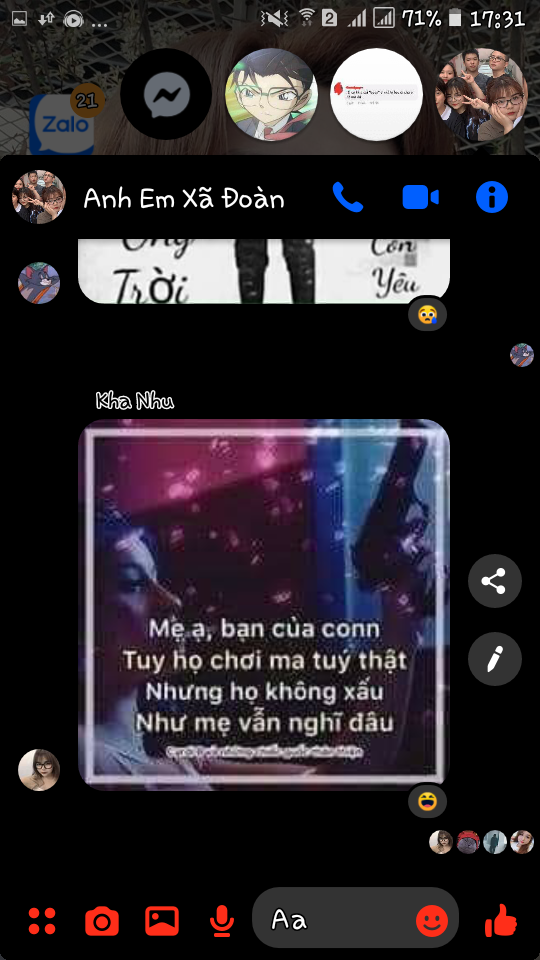 71% 17:31
Zalo
21
2
Anh Em Xã Đoàn
Ông
Trời
Con
Yêu
Kha Nhu
Mẹ ạ, bạn của conn
Tuy họ chơi ma tuý thật
Nhưng họ không xấu
Như mẹ vẫn nghĩ đâu
Aa